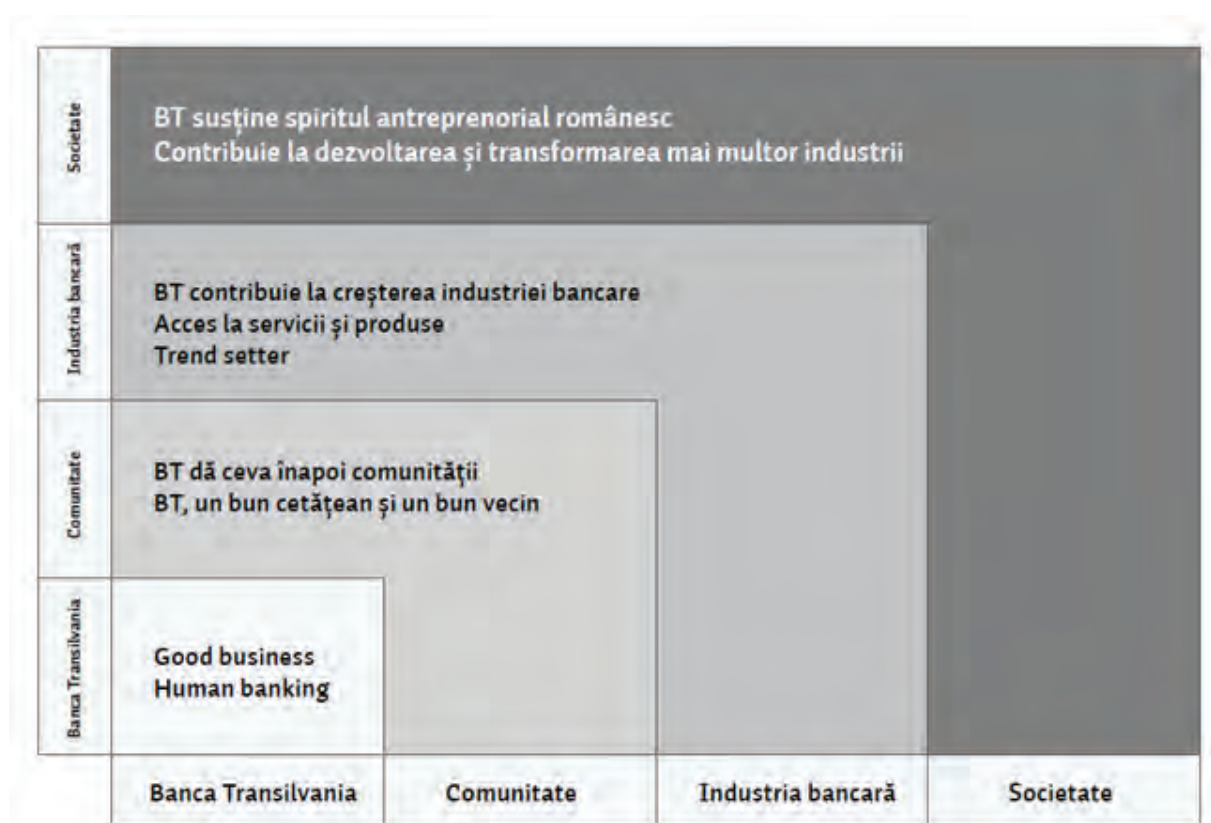 Societate
BT susține spiritul antreprenorial românesc
Contribuie la dezvoltarea și transformarea mai multor industrii
Industria bancară
BT contribuie la creșterea industriei bancare
Acces la servicii și produse
Trend setter
Comunitate
BT dă ceva înapoi comunității
BT, un bun cetățean și un bun vecin
Banca Transilvania
Good business
Human banking
Banca Transilvania
Comunitate
Industria bancară
Societate